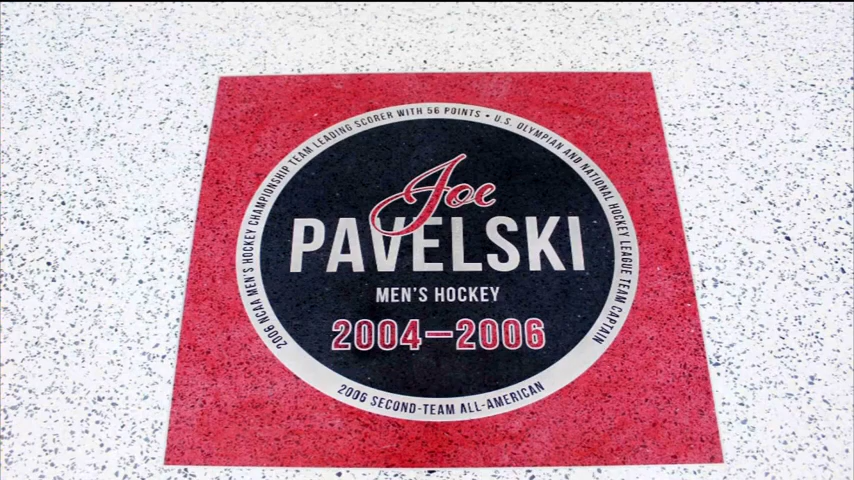 2006 NCAA MEN'S HOCKEY CHAMPIONSHIP TEAM LEADING SCORER WITH 56 POINTS • U.S. OLYMPIAN AND NATIONAL HOCKEY LEAGUE TEAM CAPTAIN
Joe
PAVELSKI
MEN'S HOCKEY
2004–2006
2006 SECOND-TEAM ALL-AMERICAN